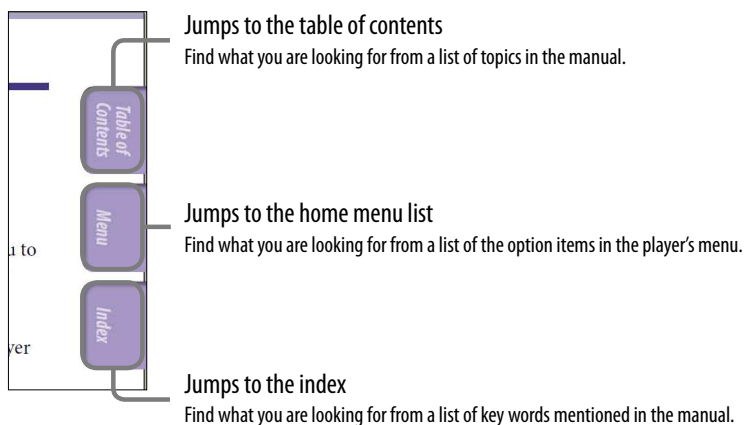 Jumps to the table of contents
Find what you are looking for from a list of topics in the manual.
Table of
Contents
Menu
Jumps to the home menu list
Find what you are looking for from a list of the option items in the player's menu.
to
Index
Jumps to the index
Find what you are looking for from a list of key words mentioned in the manual.